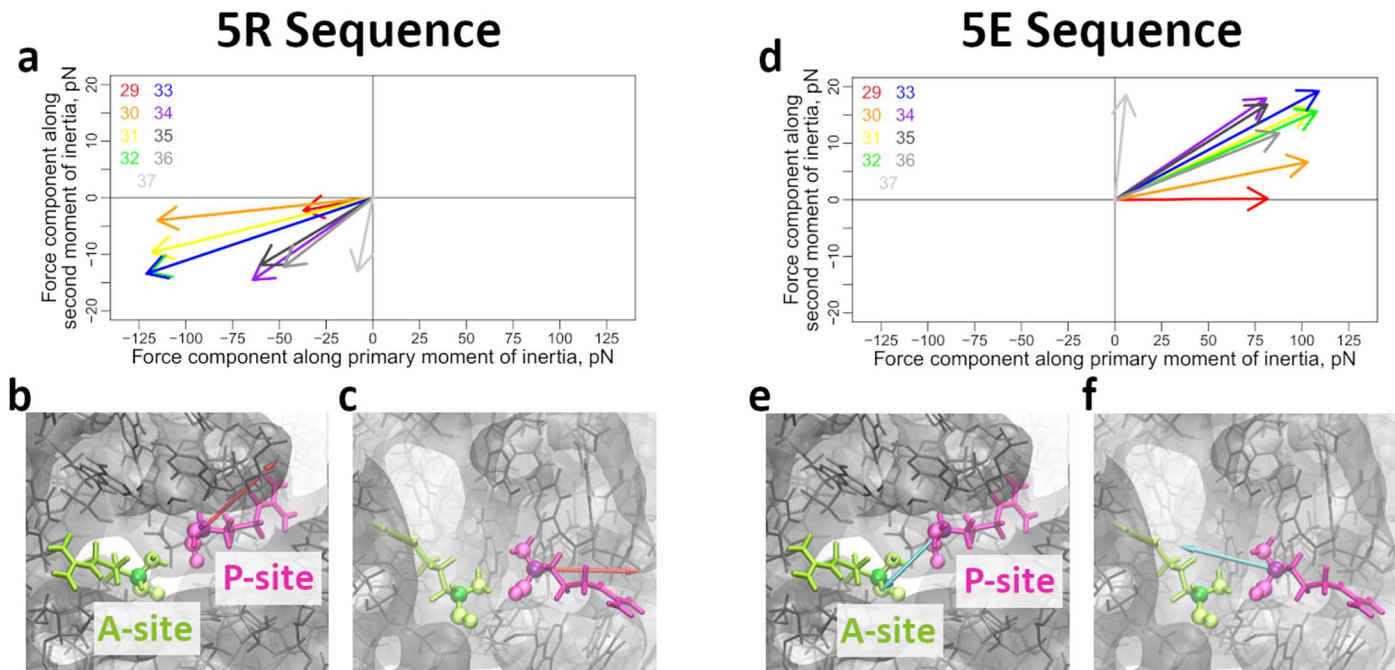 5R Sequence
a
Force component along
second moment of inertia, pN
20
10
0
−10
−20
29 33
30 34
31 35
32 36
37
−125 −100 −75 −50 −25 0 25 50 75 100 125
Force component along primary moment of inertia, pN
b
P-site
A-site
c
5E Sequence
d
Force component along
second moment of inertia, pN
20
10
0
−10
−20
29 33
30 34
31 35
32 36
37
−125 −100 −75 −50 −25 0 25 50 75 100 125
Force component along primary moment of inertia, pN
e
P-site
A-site
f